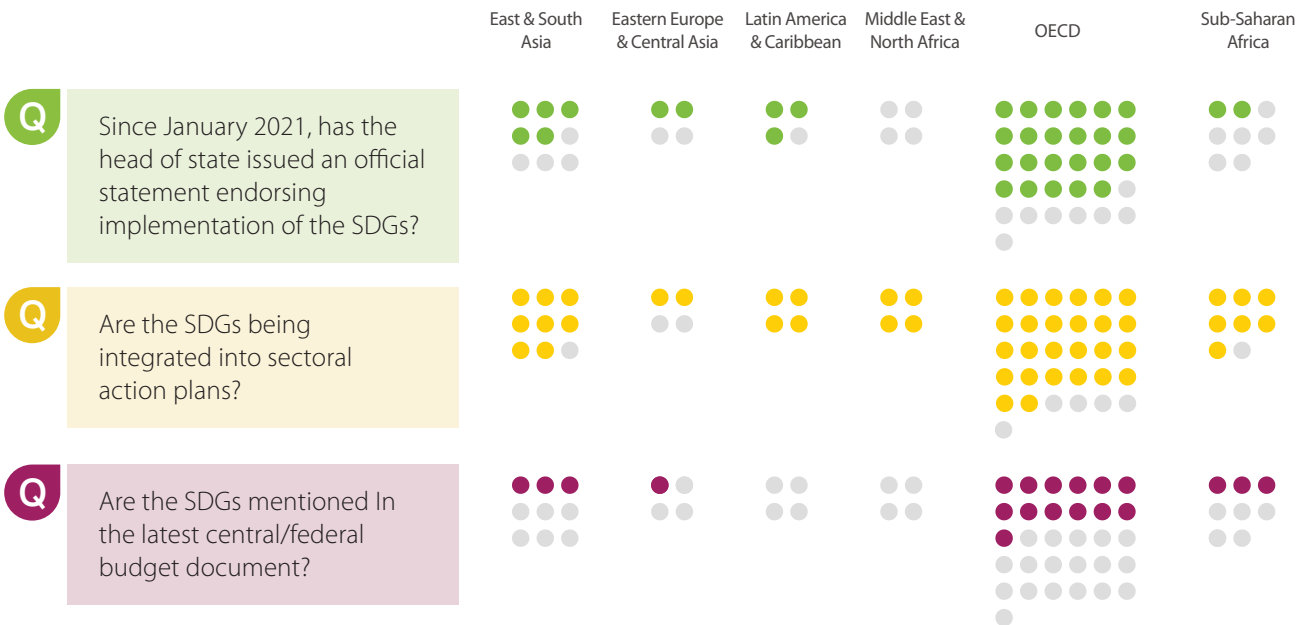 East & South
Asia
Eastern Europe
& Central Asia
Latin America
& Caribbean
Middle East &
North Africa
OECD
Sub-Saharan
Africa
Q
Since January 2021, has the
head of state issued an official
statement endorsing
implementation of the SDGs?
Q
Are the SDGs being
integrated into sectoral
action plans?
Q
Are the SDGs mentioned In
the latest central/federal
budget document?